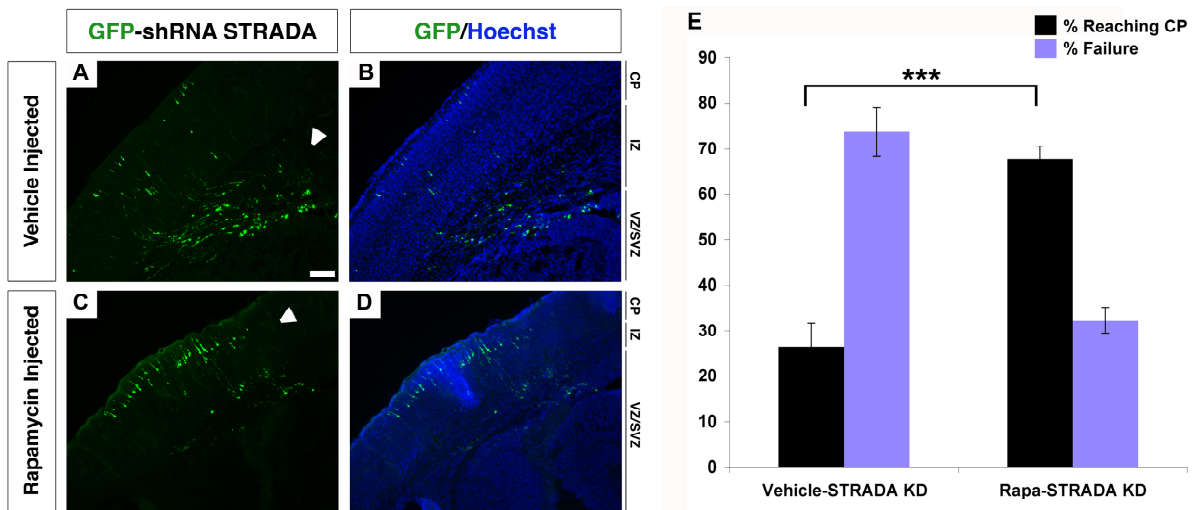 GFP-shRNA STRADA
GFP/Hoechst
Vehicle Injected
A
B
CP
IZ
VZ/SVZ
Rapamycin Injected
C
D
CP
IZ
VZ/SVZ
E
% Reaching CP
% Failure
***
90
80
70
60
50
40
30
20
10
0
Vehicle-STRADA KD
Rapa-STRADA KD